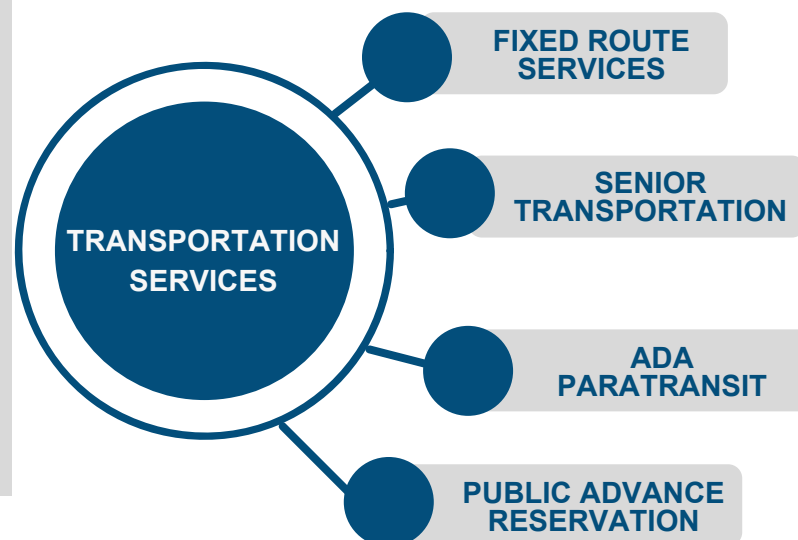 FIXED ROUTE
SERVICES
SENIOR
TRANSPORTATION
TRANSPORTATION
SERVICES
ADA
PARATRANSIT
PUBLIC ADVANCE
RESERVATION